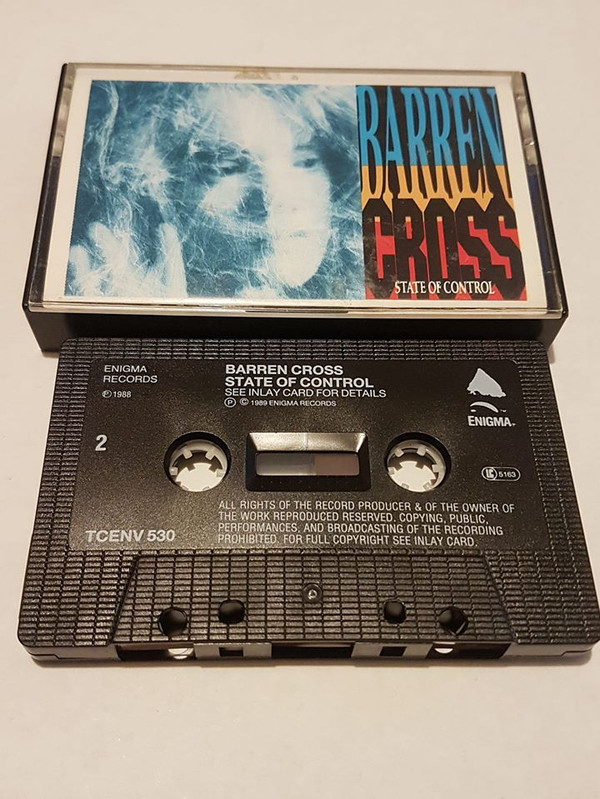 BARREN
CROSS
STATE OF CONTROL
ENIGMA
RECORDS
Ⓟ 1988
BARREN CROSS
STATE OF CONTROL
SEE INLAY CARD FOR DETAILS
Ⓟ © 1989 ENIGMA RECORDS
ENIGMA™
2
LC 5163
ALL RIGHTS OF THE RECORD PRODUCER & OF THE OWNER OF
THE WORK REPRODUCED RESERVED. COPYING, PUBLIC,
PERFORMANCES, AND BROADCASTING OF THE RECORDING
PROHIBITED. FOR FULL COPYRIGHT SEE INLAY CARD.
TCENV 530